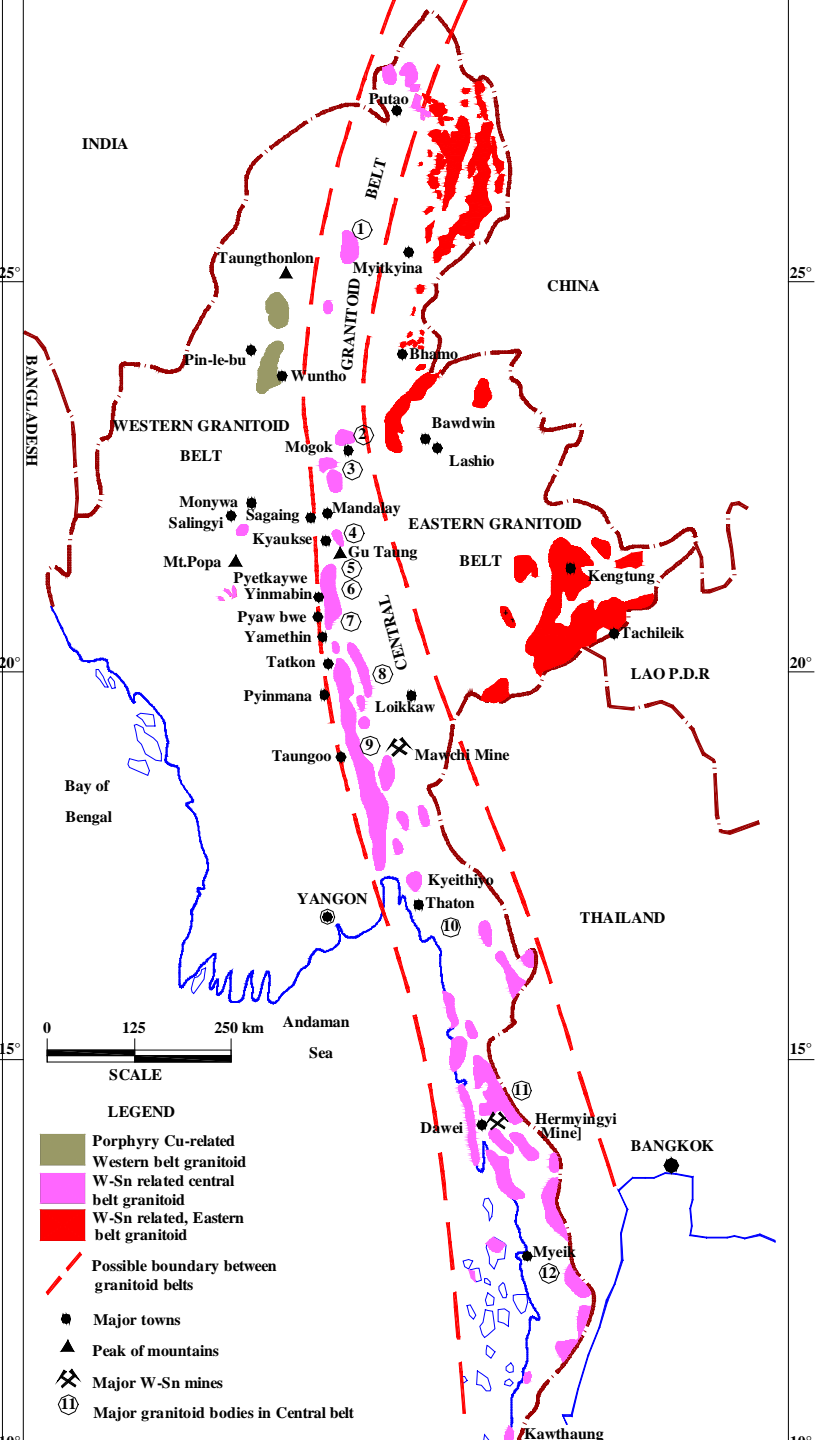 Putao
INDIA
BELT
1
Taungthonlon
Myitkyina
25°
25°
CHINA
GRANITOID
Pin-le-bu
Bhamo
Wuntho
BANGLADESH
WESTERN GRANITOID
BELT
2
Bawdwin
Mogok
Lashio
3
Monywa
Salingyi
Sagaing
Mandalay
EASTERN GRANITOID
BELT
Kyaukse
4
Gu Taung
Mt.Popa
5
Pyetkaywe
Kengtung
Yinmabin
6
Pyaw bwe
7
CENTRAL
Yamethin
Tachileik
Tatkon
8
20°
20°
LAO P.D.R
Pyinmana
Loikkaw
9
Taungoo
Mawchi Mine
Bay of
Bengal
Kyeithiyo
YANGON
Thaton
10
THAILAND
Andaman
Sea
0 125 250 km
SCALE
15°
15°
11
LEGEND
Dawei
Hermyingyi
Mine]
BANGKOK
Porphyry Cu-related
Western belt granitoid
W-Sn related central
belt granitoid
W-Sn related, Eastern
belt granitoid
Myeik
12
Possible boundary between
granitoid belts
Major towns
Peak of mountains
Major W-Sn mines
11
Major granitoid bodies in Central belt
Kawthaung
10°
10°